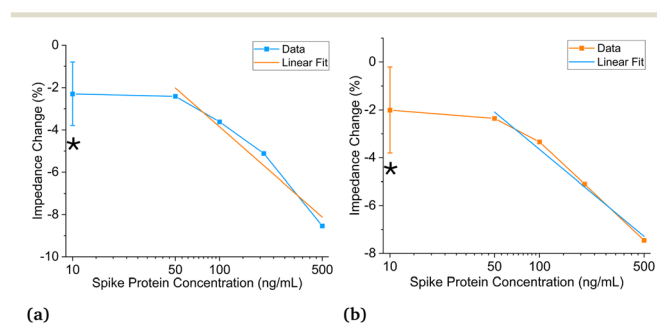 0
-2
-4
-6
-8
-10
10
50
100
500
Impedance Change (%)
Spike Protein Concentration (ng/mL)
Data
Linear Fit
*
(a)
0
-2
-4
-6
-8
10
50
100
500
Impedance Change (%)
Spike Protein Concentration (ng/mL)
Data
Linear Fit
*
(b)